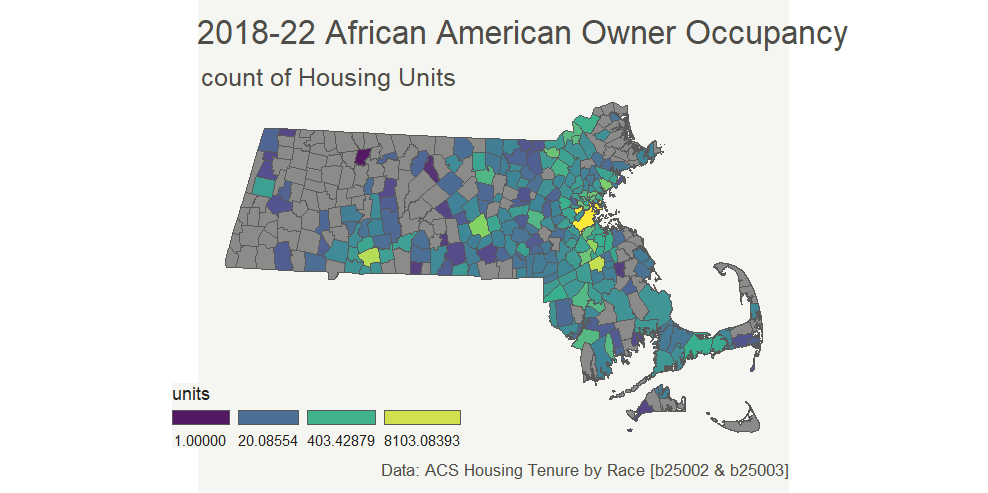 2018-22 African American Owner Occupancy
count of Housing Units
units
1.00000 20.08554 403.42879 8103.08393
Data: ACS Housing Tenure by Race [b25002 & b25003]